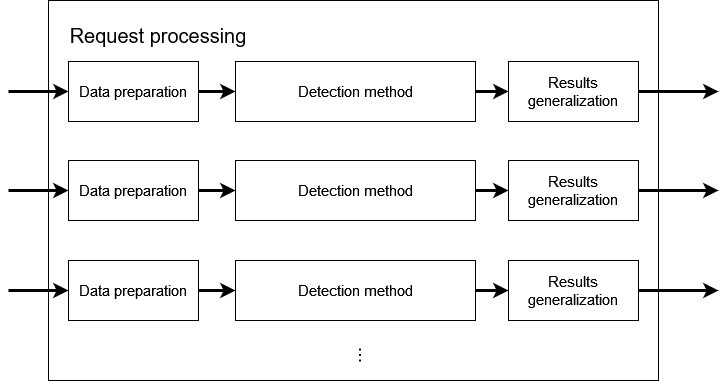 Request processing
Data preparation
Detection method
Results
generalization
Data preparation
Detection method
Results
generalization
Data preparation
Detection method
Results
generalization
⋮